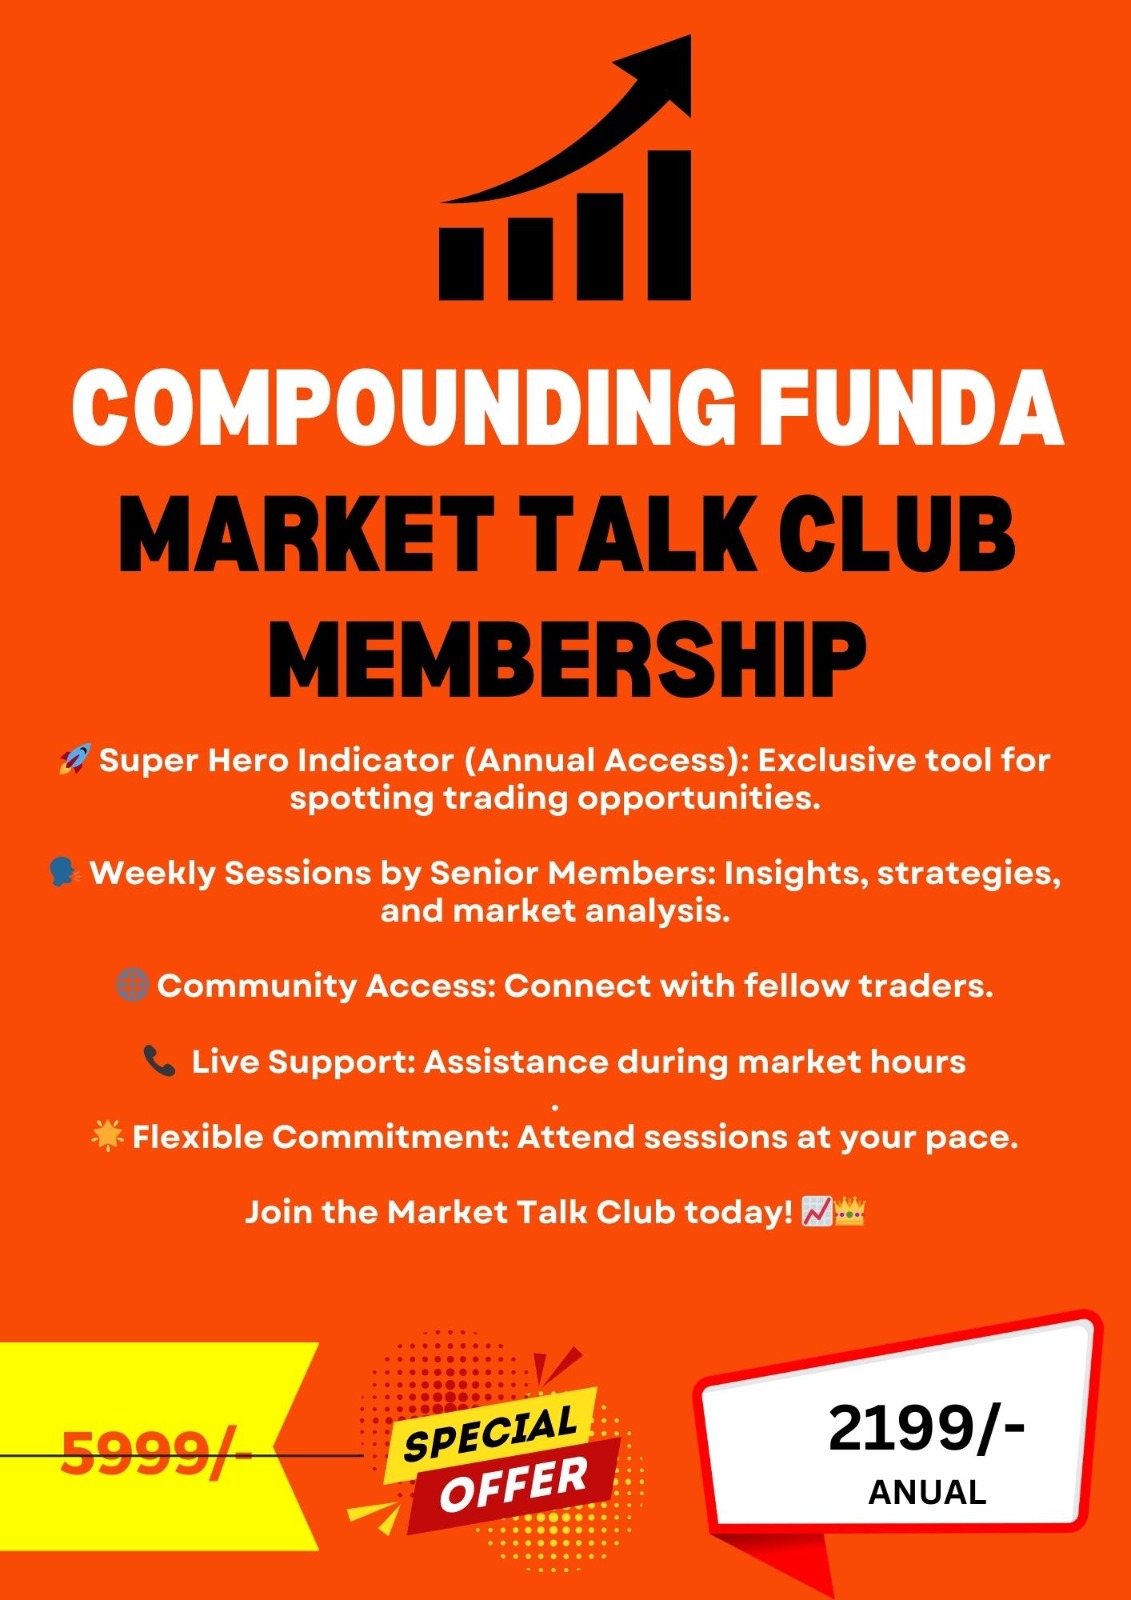 COMPOUNDING FUNDA
MARKET TALK CLUB
MEMBERSHIP
🚀 Super Hero Indicator (Annual Access): Exclusive tool for
spotting trading opportunities.
🗣️ Weekly Sessions by Senior Members: Insights, strategies,
and market analysis.
🌐 Community Access: Connect with fellow traders.
📞 Live Support: Assistance during market hours
.
🌟 Flexible Commitment: Attend sessions at your pace.
Join the Market Talk Club today! 📈👑
5999/-
SPECIAL
OFFER
2199/-
ANUAL